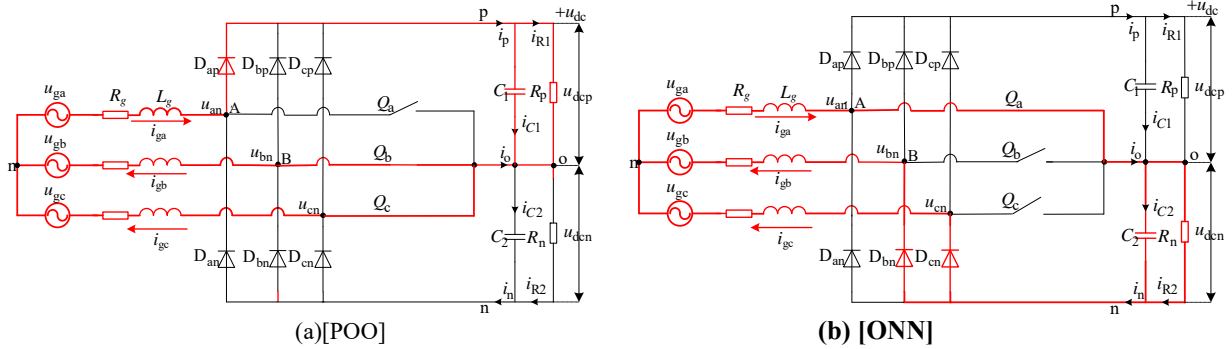 p i_p i_R1 +u_dc
D_ap D_bp D_cp
u_ga R_g L_g u_an A Q_a C_1 R_p u_dcp
i_ga i_C1
n u_gb u_bn B Q_b i_o o
i_gb
u_gc u_cn Q_c i_C2
i_gc C_2 R_n u_dcn
D_an D_bn D_cn
i_n i_R2
n
(a)[POO]
p i_p i_R1 +u_dc
D_ap D_bp D_cp
u_ga R_g L_g u_an A Q_a C_1 R_p u_dcp
i_ga i_C1
n u_gb u_bn B Q_b i_o o
i_gb
u_gc u_cn Q_c i_C2
i_gc C_2 R_n u_dcn
D_an D_bn D_cn
i_n i_R2
n
(b) [ONN]